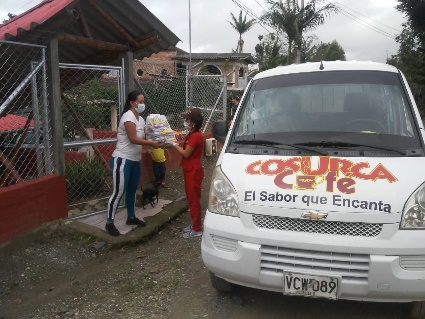 COSURCA
Café
El Sabor que Encanta
VCW 089